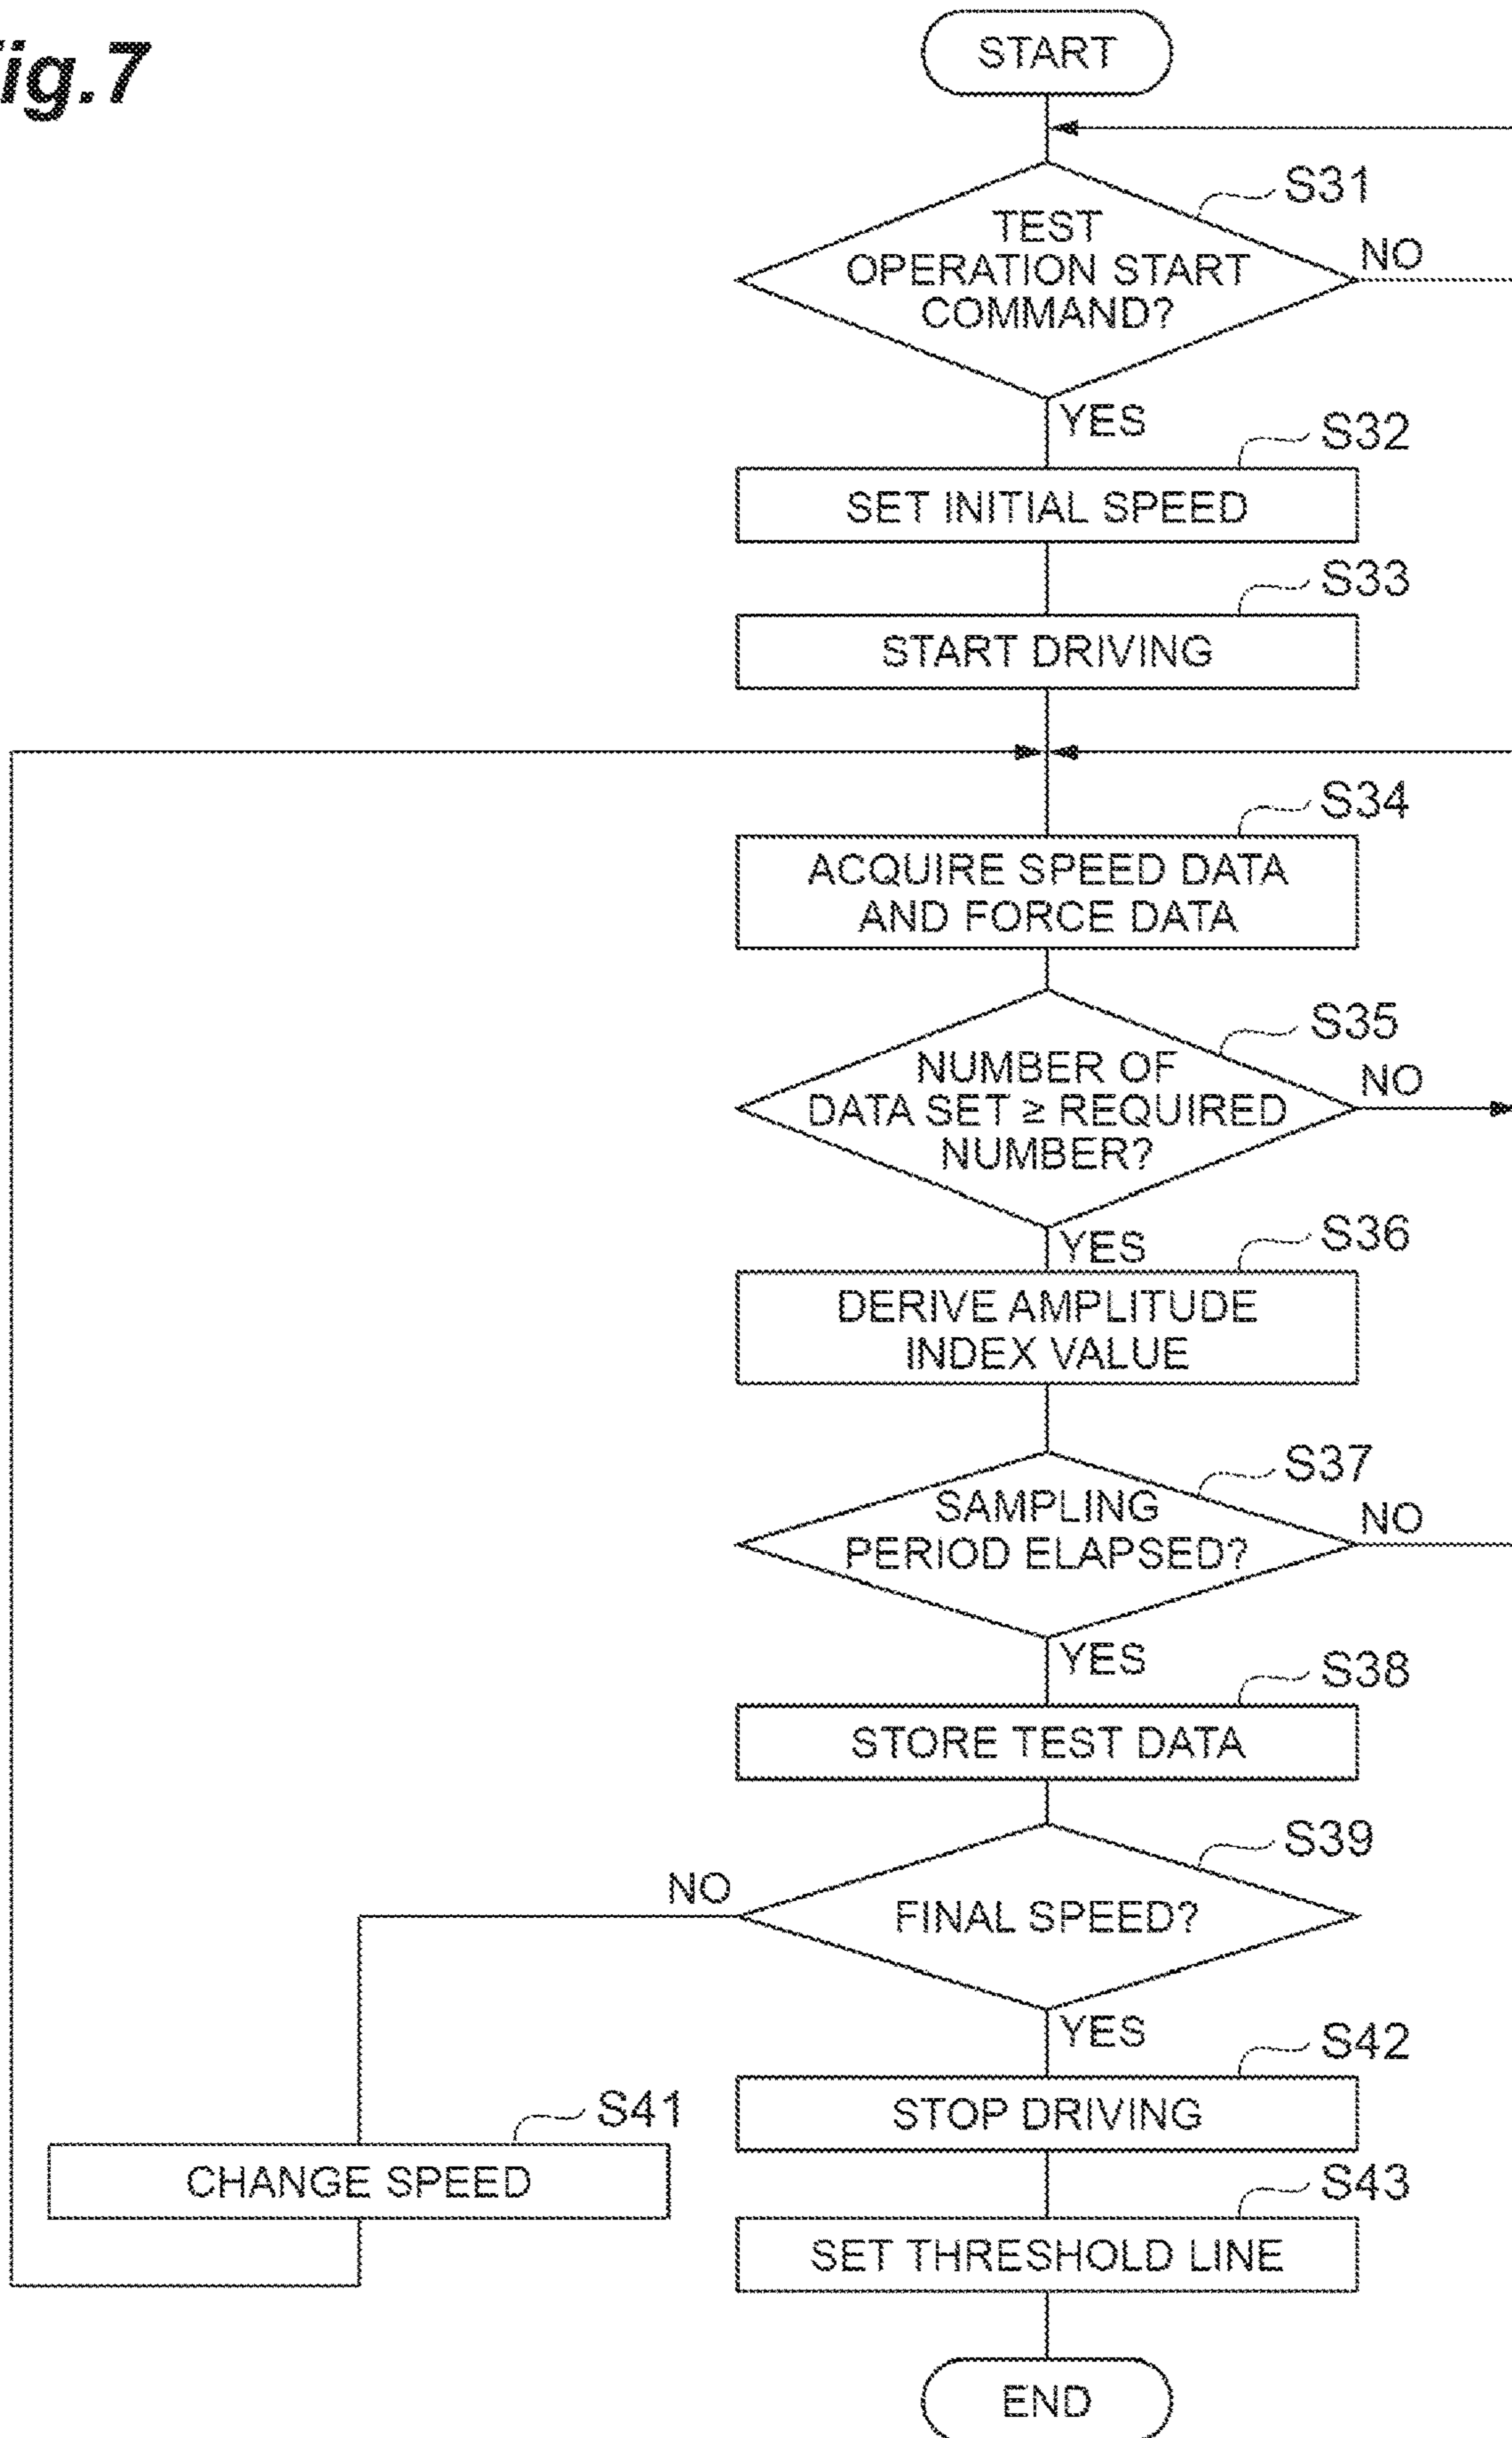 ig.7
START
S31
TEST
OPERATION START
COMMAND?
NO
YES
S32
SET INITIAL SPEED
S33
START DRIVING
S34
ACQUIRE SPEED DATA
AND FORCE DATA
S35
NUMBER OF
DATA SET ≥ REQUIRED
NUMBER?
NO
YES
S36
DERIVE AMPLITUDE
INDEX VALUE
S37
SAMPLING
PERIOD ELAPSED?
NO
YES
S38
STORE TEST DATA
S39
NO
FINAL SPEED?
YES
S42
STOP DRIVING
S41
CHANGE SPEED
S43
SET THRESHOLD LINE
END